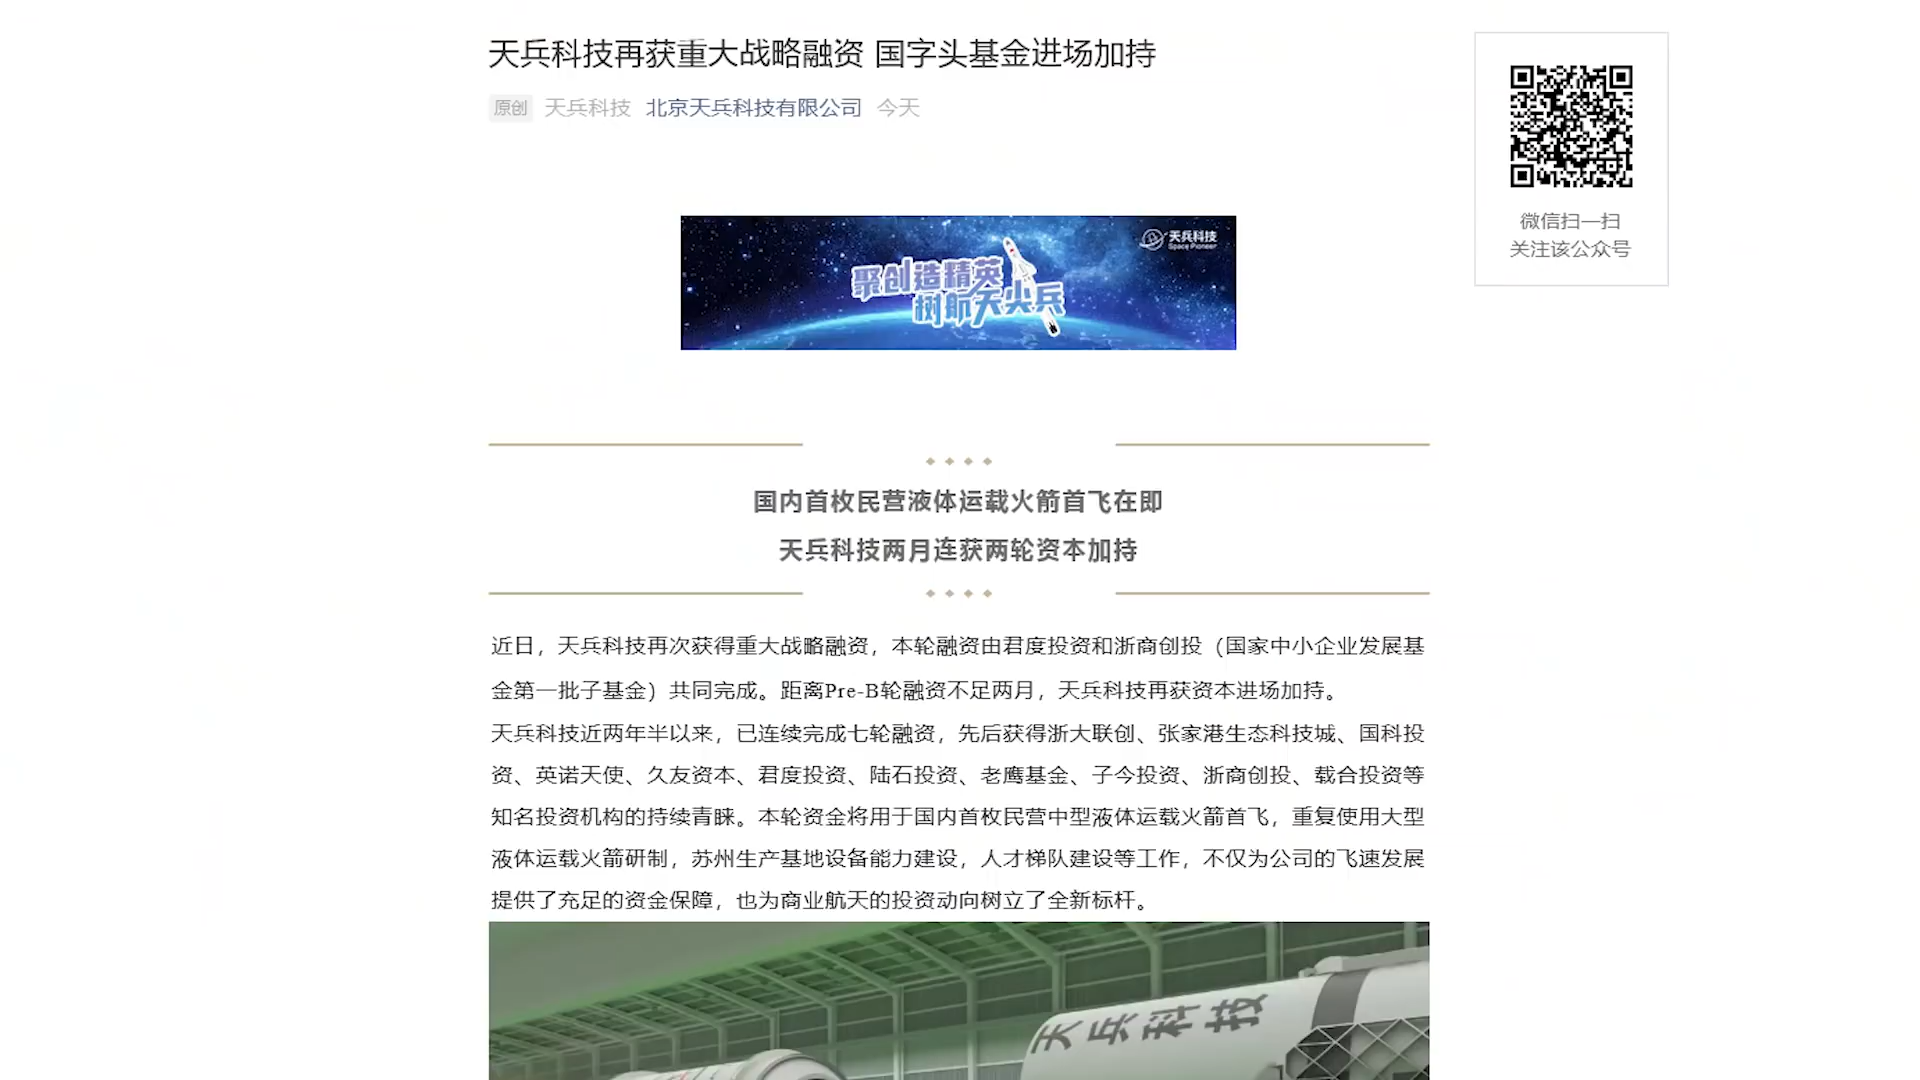 天兵科技再获重大战略融资 国字头基金进场加持
原创 天兵科技 北京天兵科技有限公司 今天
微信扫一扫
关注该公众号
天兵科技
Space Pioneer
聚创造精英
树航天尖兵
国内首枚民营液体运载火箭首飞在即
天兵科技两月连获两轮资本加持
近日，天兵科技再次获得重大战略融资，本轮融资由君度投资和浙商创投（国家中小企业发展基
金第一批子基金）共同完成。距离Pre-B轮融资不足两月，天兵科技再获资本进场加持。
天兵科技近两年半以来，已连续完成七轮融资，先后获得浙大联创、张家港生态科技城、国科投
资、英诺天使、久友资本、君度投资、陆石投资、老鹰基金、子今投资、浙商创投、载合投资等
知名投资机构的持续青睐。本轮资金将用于国内首枚民营中型液体运载火箭首飞，重复使用大型
液体运载火箭研制，苏州生产基地设备能力建设，人才梯队建设等工作，不仅为公司的飞速发展
提供了充足的资金保障，也为商业航天的投资动向树立了全新标杆。
天兵科技